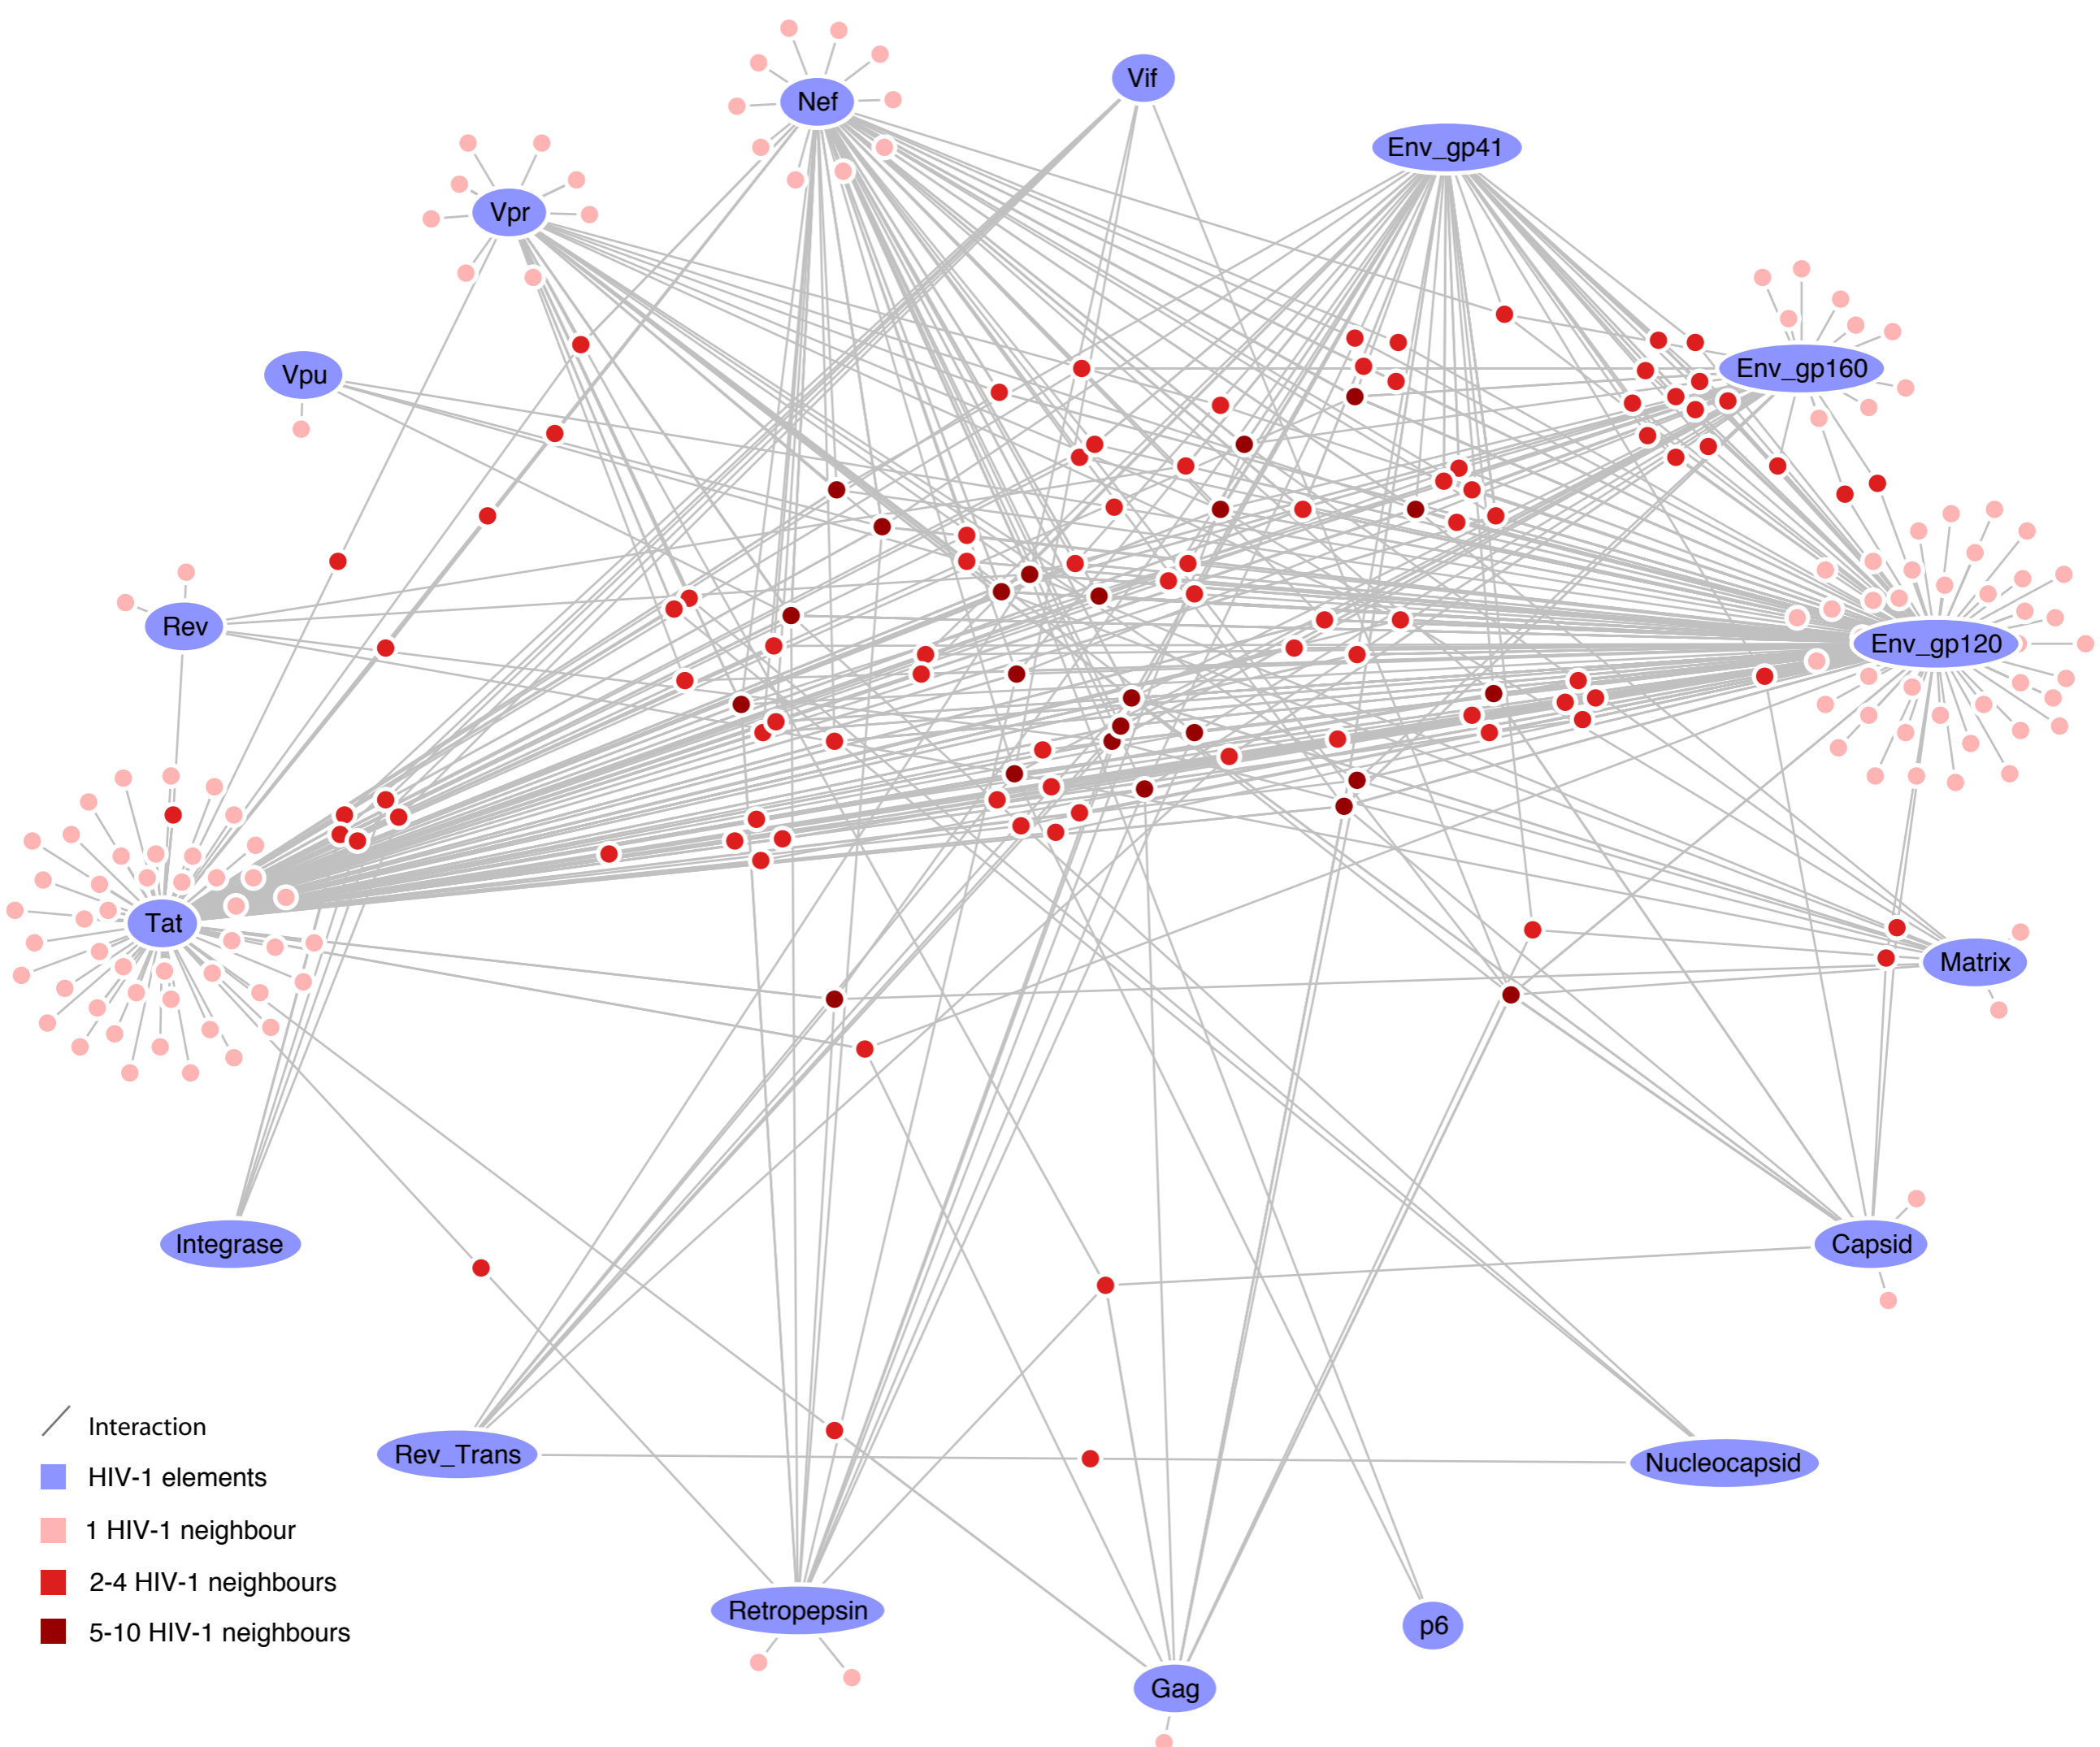 Vif
Nef
Env_gp41
Vpr
Env_gp160
Vpu
Rev
Env_gp120
Tat
Matrix
Integrase
Capsid
Rev_Trans
Nucleocapsid
Retropepsin
p6
Gag
Interaction
HIV-1 elements
1 HIV-1 neighbour
2-4 HIV-1 neighbours
5-10 HIV-1 neighbours